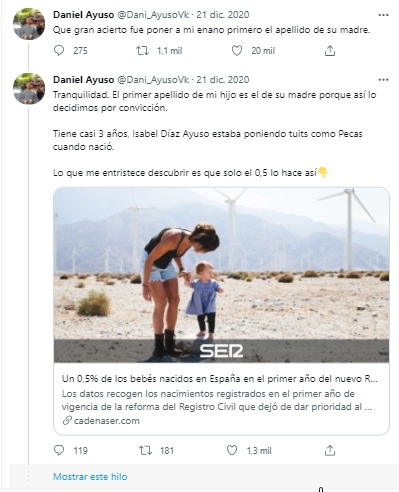 Daniel Ayuso @Dani_AyusoVk · 21 dic. 2020
Que gran acierto fue poner a mi enano primero el apellido de su madre.
275 1,1 mil 20 mil
Daniel Ayuso @Dani_AyusoVk · 21 dic. 2020
Tranquilidad. El primer apellido de mi hijo es el de su madre porque así lo
decidimos por convicción.
Tiene casi 3 años, Isabel Díaz Ayuso estaba poniendo tuits como Pecas
cuando nació.
Lo que me entristece descubrir es que solo el 0,5 lo hace así👇
SER
Un 0,5% de los bebés nacidos en España en el primer año del nuevo R...
Los datos recogen los nacimientos registrados en el primer año de
vigencia de la reforma del Registro Civil que dejó de dar prioridad al ...
cadenaser.com
119 181 1,3 mil
Mostrar este hilo